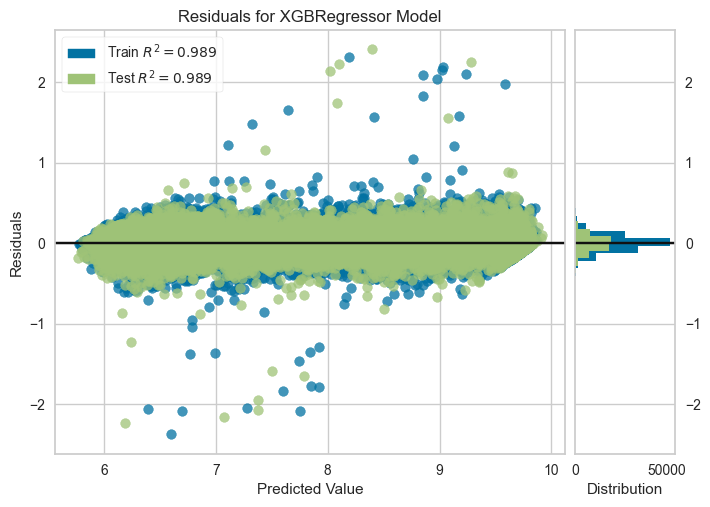 Residuals for XGBRegressor Model
Train R² = 0.989
Test R² = 0.989
Residuals
2
1
0
−1
−2
6
7
8
9
10
Predicted Value
2
1
0
−1
−2
0
50000
Distribution